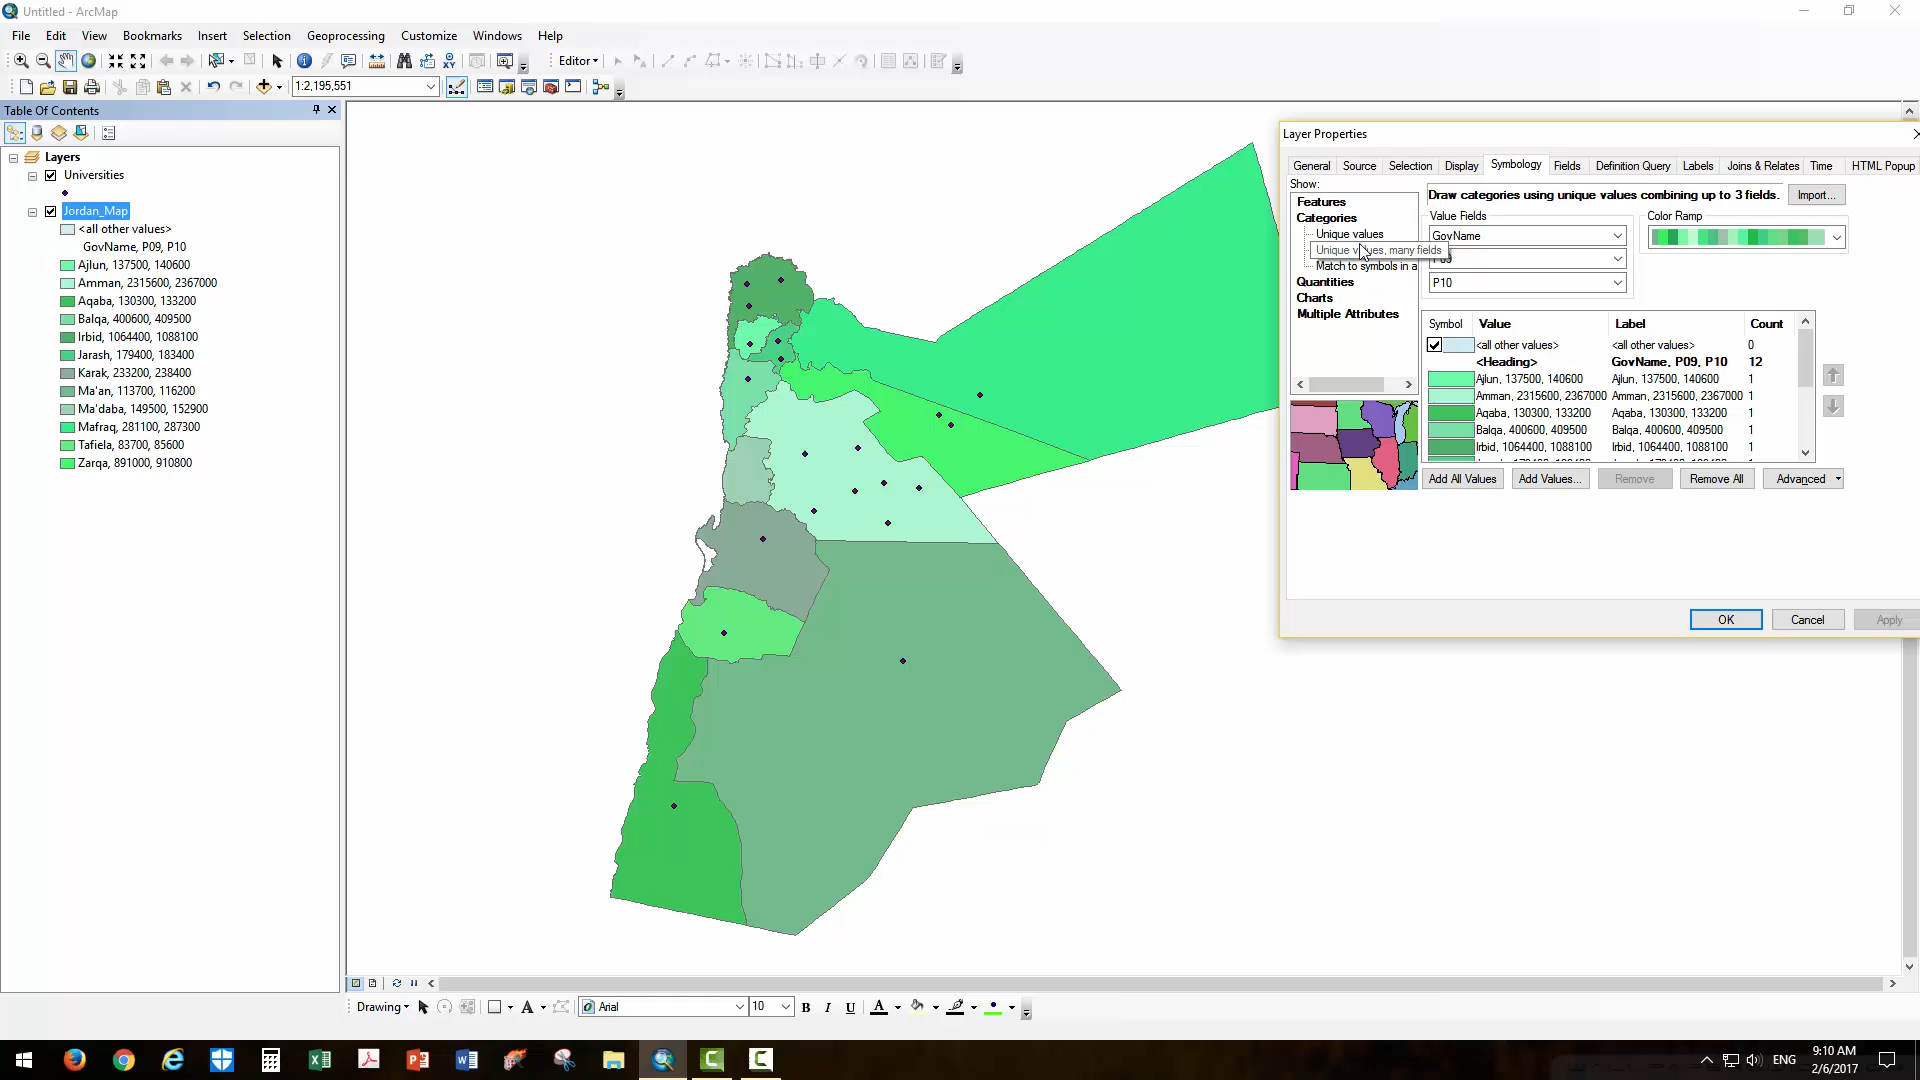 Untitled - ArcMap
File Edit View Bookmarks Insert Selection Geoprocessing Customize Windows Help
Editor
1:2,195,551
Table Of Contents
Layers
Universities
Jordan_Map
<all other values>
GovName, P09, P10
Ajlun, 137500, 140600
Amman, 2315600, 2367000
Aqaba, 130300, 133200
Balqa, 400600, 409500
Irbid, 1064400, 1088100
Jarash, 179400, 183400
Karak, 233200, 238400
Ma'an, 113700, 116200
Ma'daba, 149500, 152900
Mafraq, 281100, 287300
Tafiela, 83700, 85600
Zarqa, 891000, 910800
Layer Properties
General Source Selection Display Symbology Fields Definition Query Labels Joins & Relates Time HTML Popup
Show:
Features
Categories
Unique values
Unique values, many fields
Match to symbols in a
Quantities
Charts
Multiple Attributes
Draw categories using unique values combining up to 3 fields.
Import...
Value Fields
GovName
P09
P10
Color Ramp
Symbol Value Label Count
<all other values> <all other values> 0
<Heading> GovName, P09, P10 12
Ajlun, 137500, 140600 Ajlun, 137500, 140600 1
Amman, 2315600, 2367000 Amman, 2315600, 2367000 1
Aqaba, 130300, 133200 Aqaba, 130300, 133200 1
Balqa, 400600, 409500 Balqa, 400600, 409500 1
Irbid, 1064400, 1088100 Irbid, 1064400, 1088100 1
Add All Values Add Values... Remove Remove All Advanced
OK Cancel Apply
Drawing Arial 10 B I U A
ENG
9:10 AM
2/6/2017